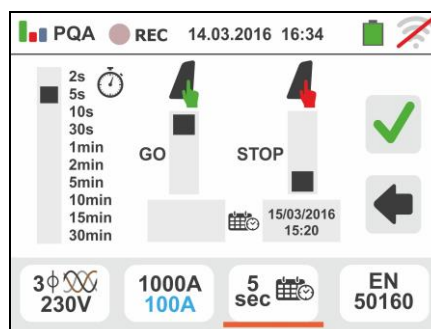 PQA REC 14.03.2016 16:34
2s
5s
10s
30s
1min
2min
5min
10min
15min
30min
GO
STOP
15/03/2016
15:20
3ϕ
230V
1000A
100A
5
sec
EN
50160